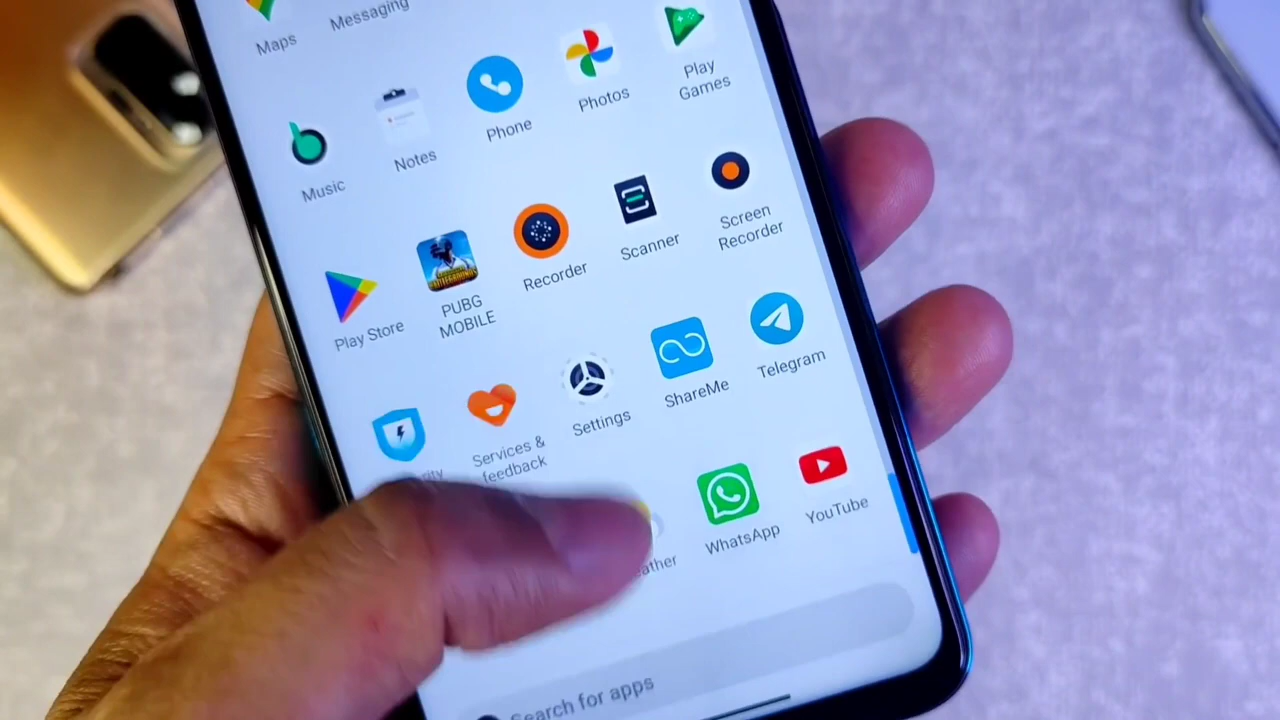 Maps
Messaging
Music
Notes
Phone
Photos
Play
Games
Play Store
PUBG
MOBILE
Recorder
Scanner
Screen
Recorder
Services &
feedback
Settings
ShareMe
Telegram
ather
WhatsApp
YouTube
Search for apps